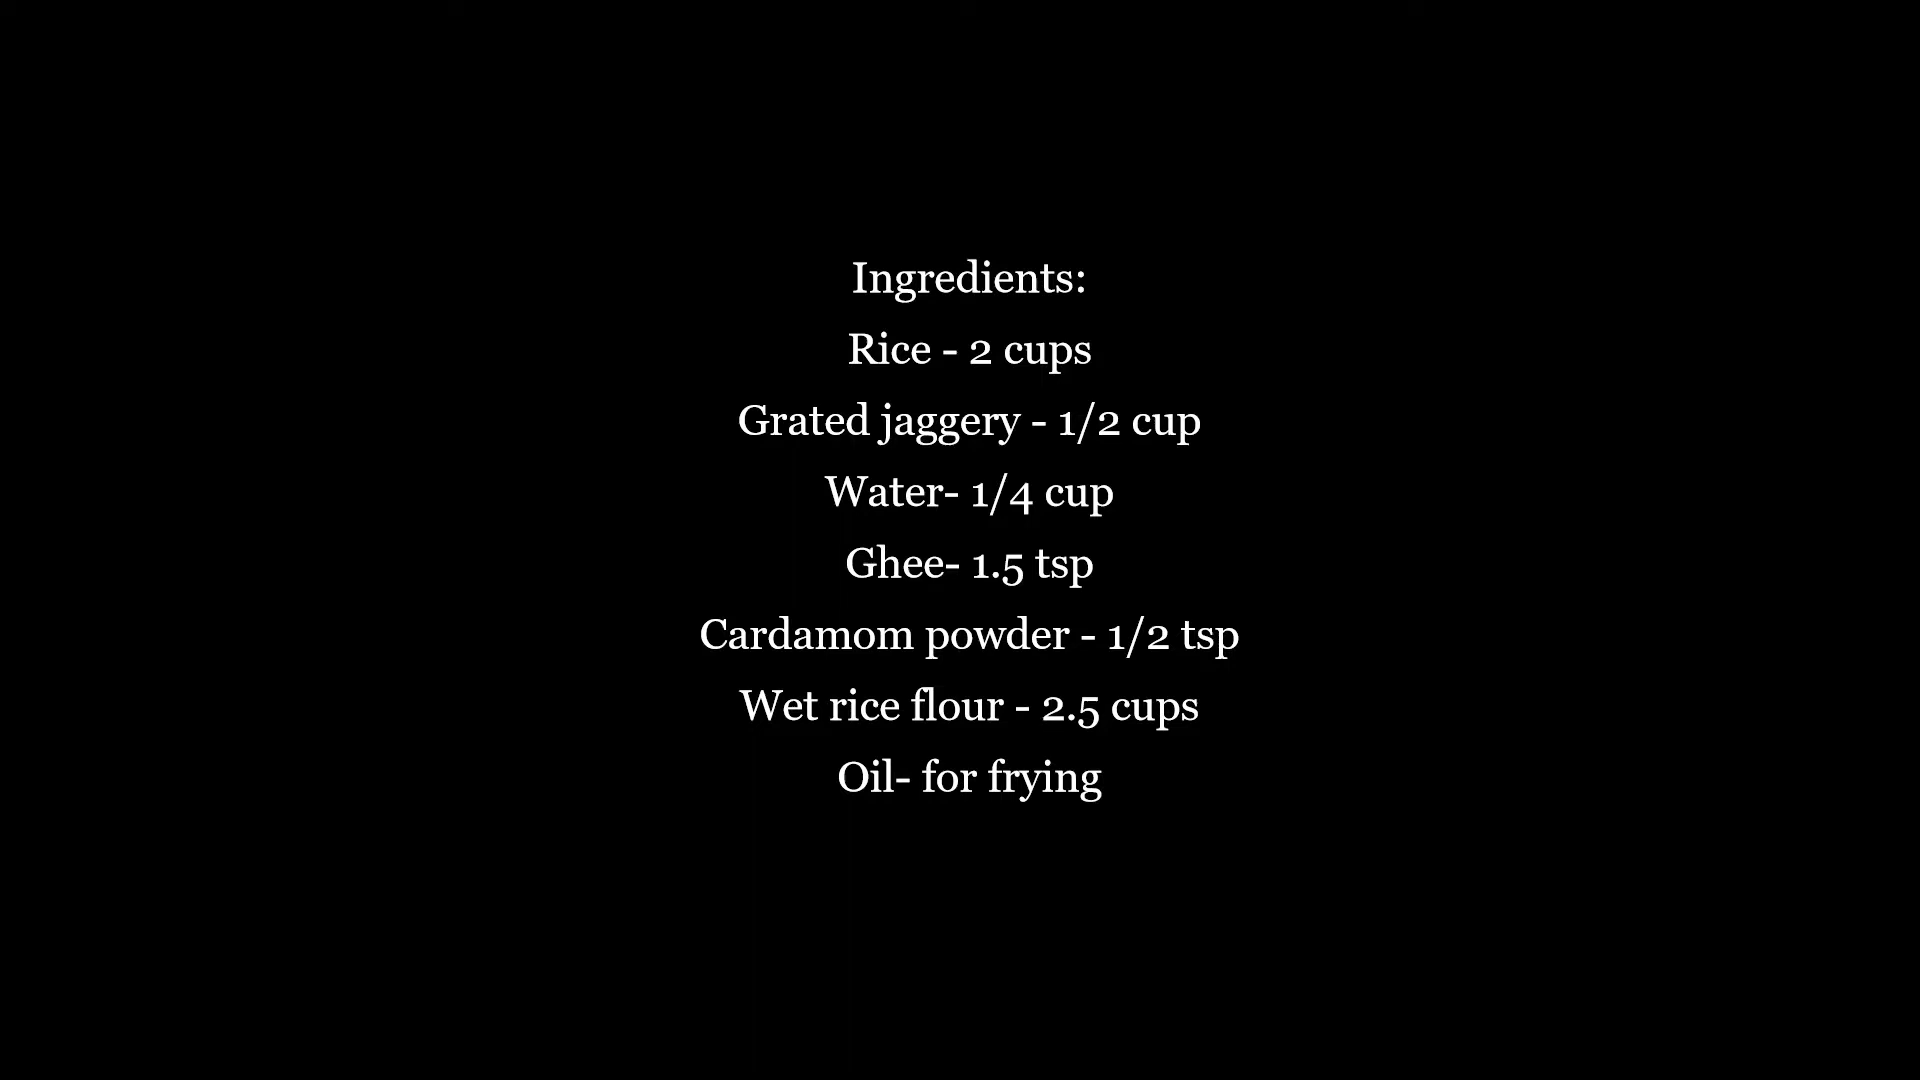 Ingredients:
Rice - 2 cups
Grated jaggery - 1/2 cup
Water- 1/4 cup
Ghee- 1.5 tsp
Cardamom powder - 1/2 tsp
Wet rice flour - 2.5 cups
Oil- for frying